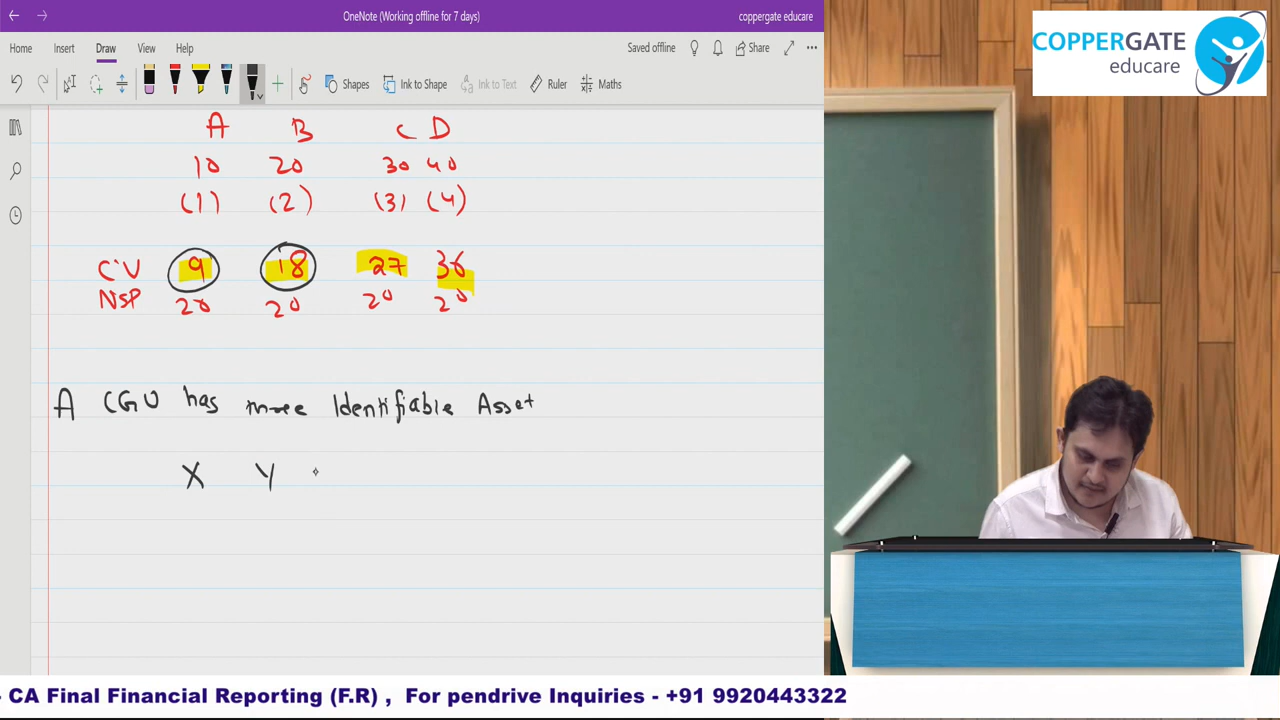 OneNote (Working offline for 7 days)
coppergate educare
Home Insert Draw View Help
Saved offline
Share
Shapes
Ink to Shape
Ink to Text
Ruler
Maths
COPPERGATE
educare
A B C D
10 20 30 40
(1) (2) (3) (4)
CV 9 18 27 36
NSP 20 20 20 20
A CGU has more Identifiable Asset
X Y
- CA Final Financial Reporting (F.R) , For pendrive Inquiries - +91 9920443322